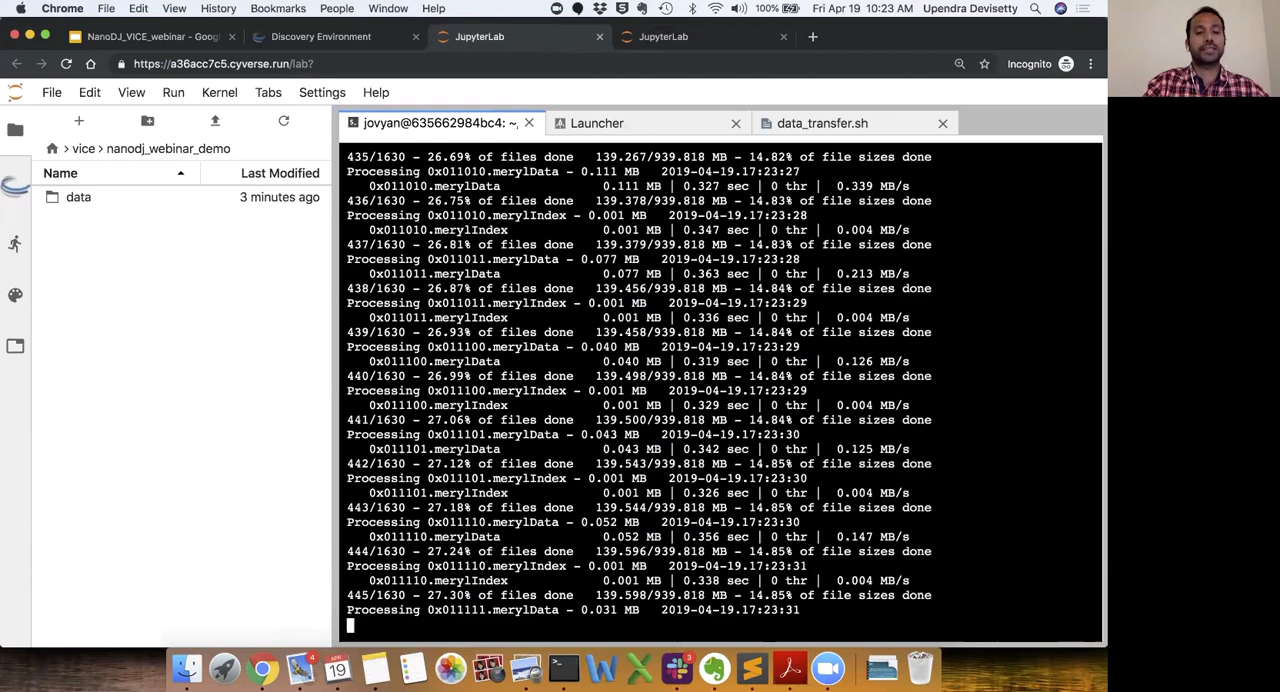 Chrome File Edit View History Bookmarks People Window Help 100% Fri Apr 19 10:23 AM Upendra Devisetty
NanoDJ_VICE_webinar - Goog Discovery Environment JupyterLab JupyterLab
https://a36acc7c5.cyverse.run/lab? Incognito
File Edit View Run Kernel Tabs Settings Help
jovyan@635662984bc4: ~, Launcher data_transfer.sh
vice nanodj_webinar_demo
Name Last Modified
data 3 minutes ago
435/1630 - 26.69% of files done 139.267/939.818 MB - 14.82% of file sizes done
Processing 0x011010.merylData - 0.111 MB 2019-04-19.17:23:27
0x011010.merylData 0.111 MB | 0.327 sec | 0 thr | 0.339 MB/s
436/1630 - 26.75% of files done 139.378/939.818 MB - 14.83% of file sizes done
Processing 0x011010.merylIndex - 0.001 MB 2019-04-19.17:23:28
0x011010.merylIndex 0.001 MB | 0.347 sec | 0 thr | 0.004 MB/s
437/1630 - 26.81% of files done 139.379/939.818 MB - 14.83% of file sizes done
Processing 0x011011.merylData - 0.077 MB 2019-04-19.17:23:28
0x011011.merylData 0.077 MB | 0.363 sec | 0 thr | 0.213 MB/s
438/1630 - 26.87% of files done 139.456/939.818 MB - 14.84% of file sizes done
Processing 0x011011.merylIndex - 0.001 MB 2019-04-19.17:23:29
0x011011.merylIndex 0.001 MB | 0.336 sec | 0 thr | 0.004 MB/s
439/1630 - 26.93% of files done 139.458/939.818 MB - 14.84% of file sizes done
Processing 0x011100.merylData - 0.040 MB 2019-04-19.17:23:29
0x011100.merylData 0.040 MB | 0.319 sec | 0 thr | 0.126 MB/s
440/1630 - 26.99% of files done 139.498/939.818 MB - 14.84% of file sizes done
Processing 0x011100.merylIndex - 0.001 MB 2019-04-19.17:23:29
0x011100.merylIndex 0.001 MB | 0.329 sec | 0 thr | 0.004 MB/s
441/1630 - 27.06% of files done 139.500/939.818 MB - 14.84% of file sizes done
Processing 0x011101.merylData - 0.043 MB 2019-04-19.17:23:30
0x011101.merylData 0.043 MB | 0.342 sec | 0 thr | 0.125 MB/s
442/1630 - 27.12% of files done 139.543/939.818 MB - 14.85% of file sizes done
Processing 0x011101.merylIndex - 0.001 MB 2019-04-19.17:23:30
0x011101.merylIndex 0.001 MB | 0.326 sec | 0 thr | 0.004 MB/s
443/1630 - 27.18% of files done 139.544/939.818 MB - 14.85% of file sizes done
Processing 0x011110.merylData - 0.052 MB 2019-04-19.17:23:30
0x011110.merylData 0.052 MB | 0.356 sec | 0 thr | 0.147 MB/s
444/1630 - 27.24% of files done 139.596/939.818 MB - 14.85% of file sizes done
Processing 0x011110.merylIndex - 0.001 MB 2019-04-19.17:23:31
0x011110.merylIndex 0.001 MB | 0.338 sec | 0 thr | 0.004 MB/s
445/1630 - 27.30% of files done 139.598/939.818 MB - 14.85% of file sizes done
Processing 0x011111.merylData - 0.031 MB 2019-04-19.17:23:31
4 APR 19 3